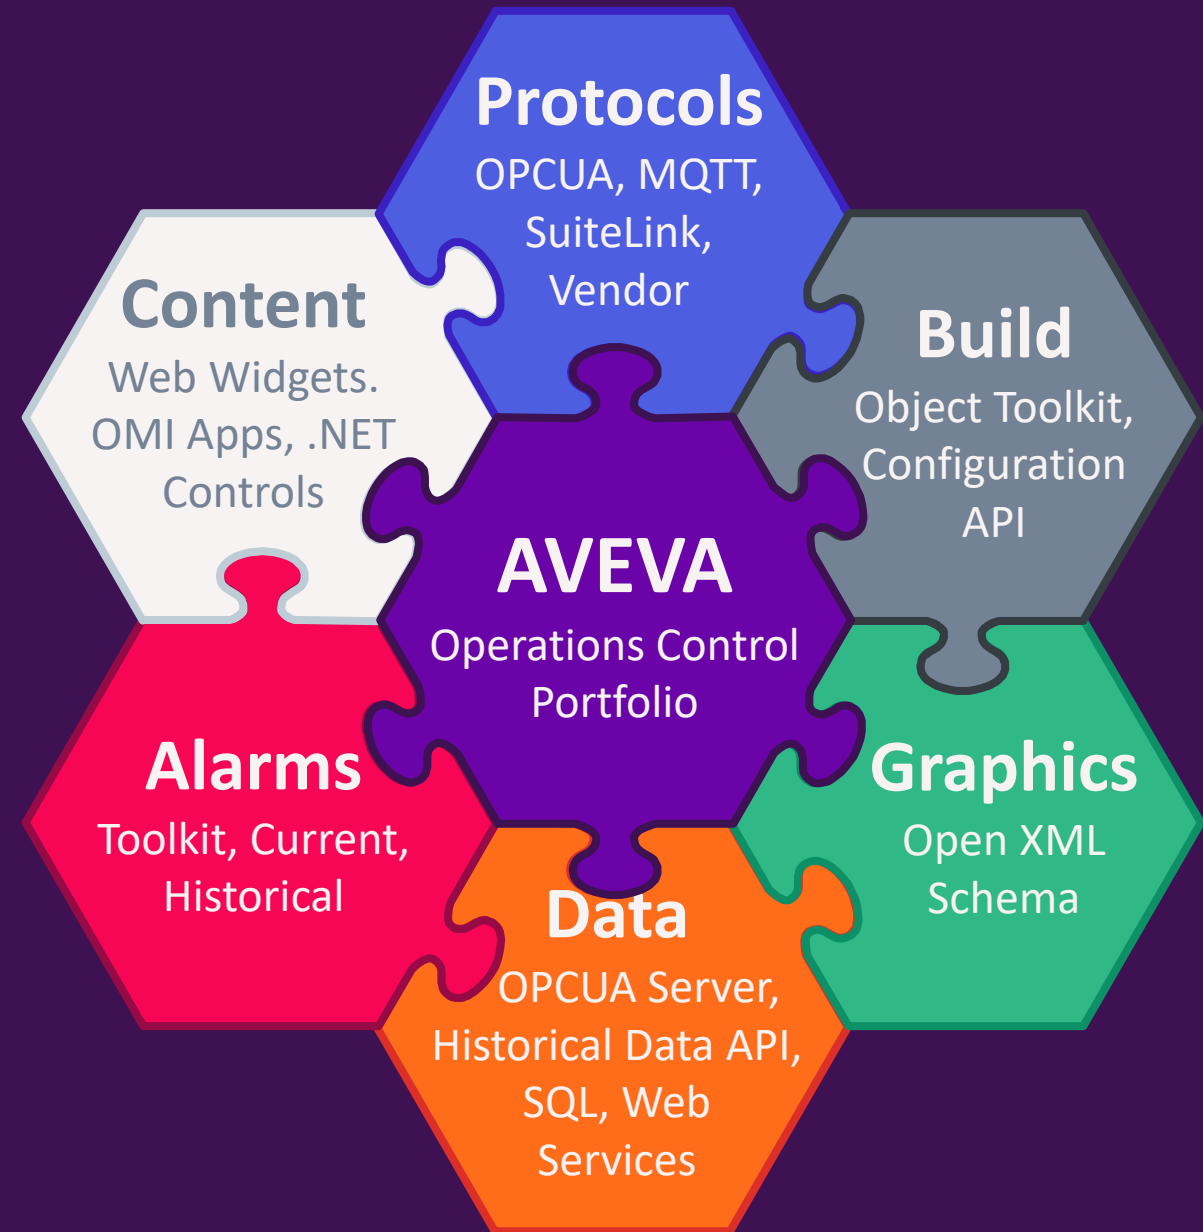 Protocols
OPCUA, MQTT,
SuiteLink,
Vendor
Content
Web Widgets.
OMI Apps, .NET
Controls
Build
Object Toolkit,
Configuration
API
AVEVA
Operations Control
Portfolio
Alarms
Toolkit, Current,
Historical
Graphics
Open XML
Schema
Data
OPCUA Server,
Historical Data API,
SQL, Web
Services